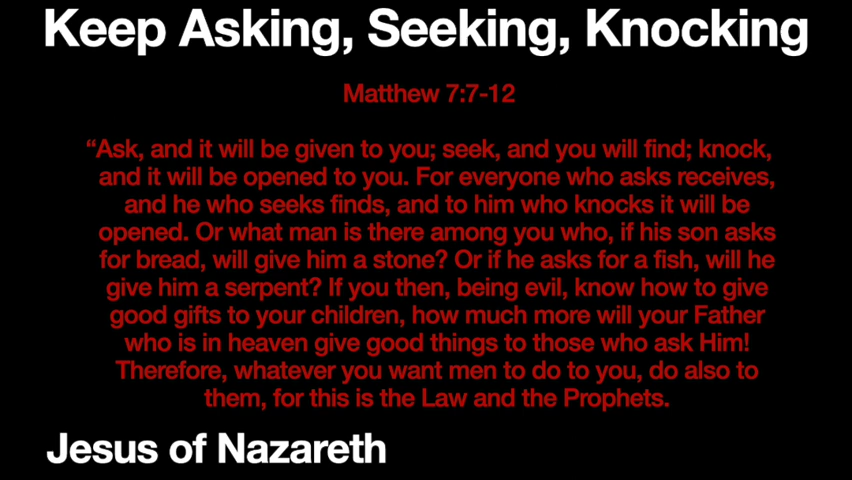 Keep Asking, Seeking, Knocking
Matthew 7:7-12
“Ask, and it will be given to you; seek, and you will find; knock,
and it will be opened to you. For everyone who asks receives,
and he who seeks finds, and to him who knocks it will be
opened. Or what man is there among you who, if his son asks
for bread, will give him a stone? Or if he asks for a fish, will he
give him a serpent? If you then, being evil, know how to give
good gifts to your children, how much more will your Father
who is in heaven give good things to those who ask Him!
Therefore, whatever you want men to do to you, do also to
them, for this is the Law and the Prophets.
Jesus of Nazareth